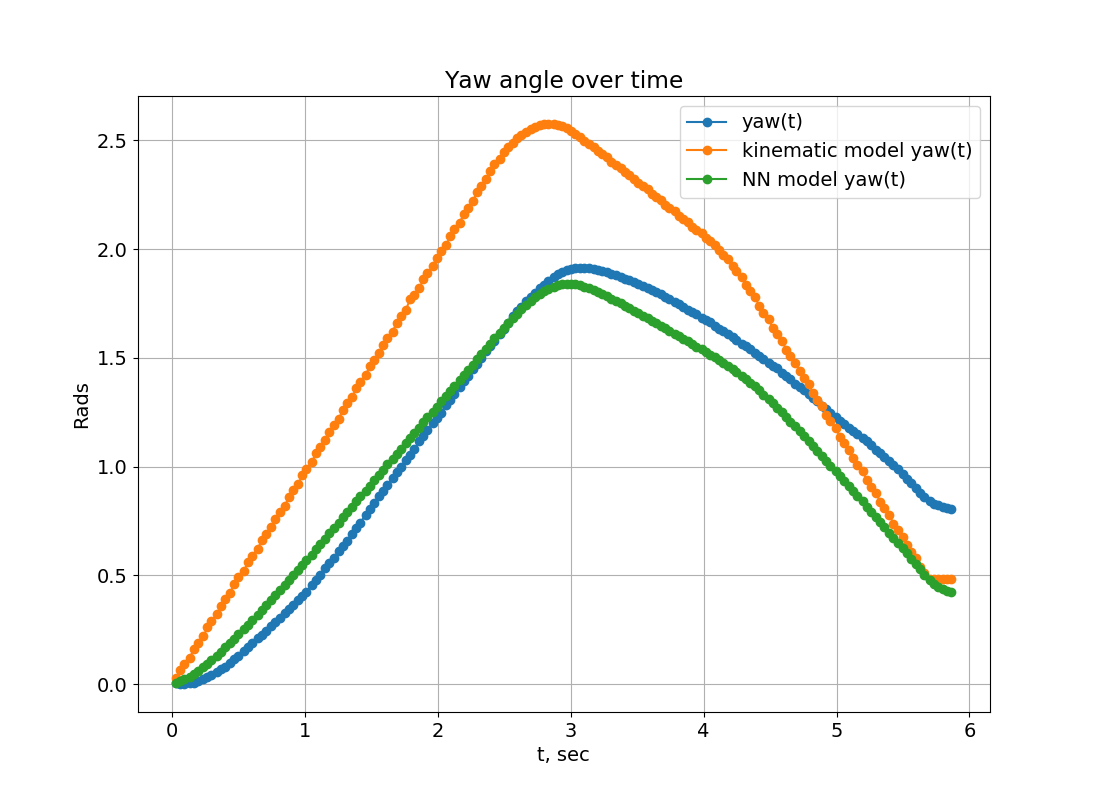 Yaw angle over time
yaw(t)
kinematic model yaw(t)
NN model yaw(t)
2.5
2.0
1.5
1.0
0.5
0.0
Rads
0 1 2 3 4 5 6
t, sec